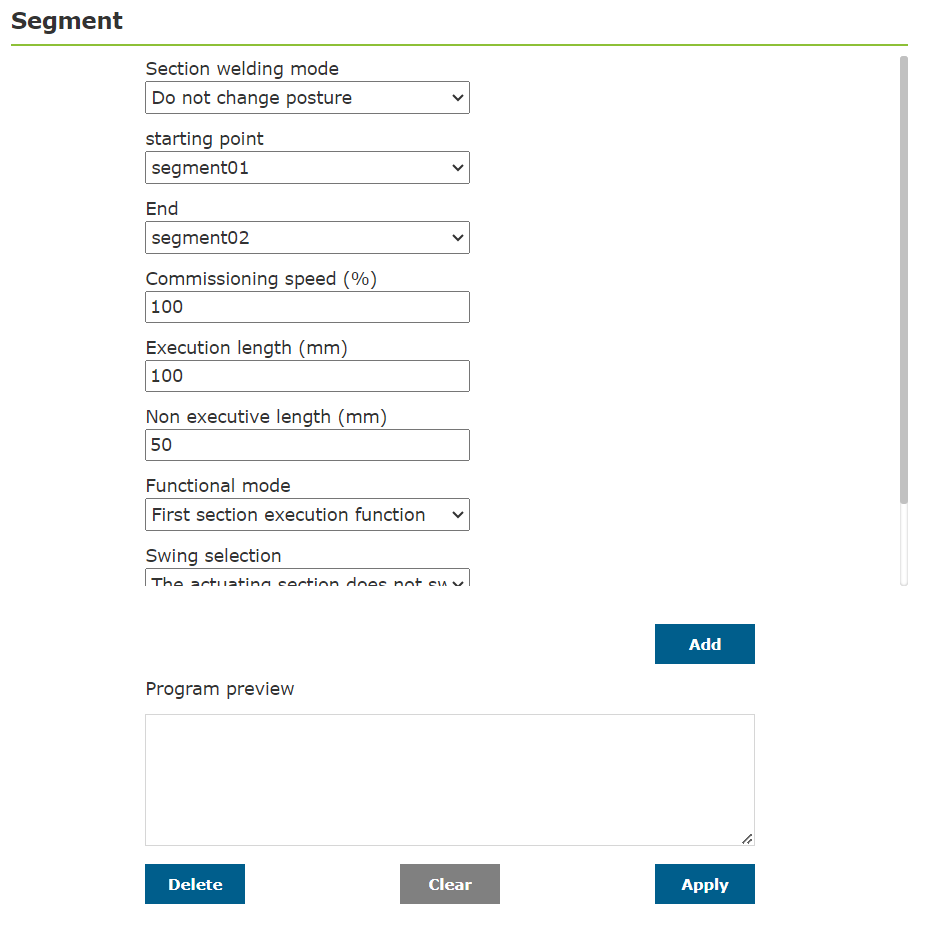 Segment
Section welding mode
Do not change posture
starting point
segment01
End
segment02
Commissioning speed (%)
100
Execution length (mm)
100
Non executive length (mm)
50
Functional mode
First section execution function
Swing selection
The actuating section does not sw
Add
Program preview
Delete
Clear
Apply